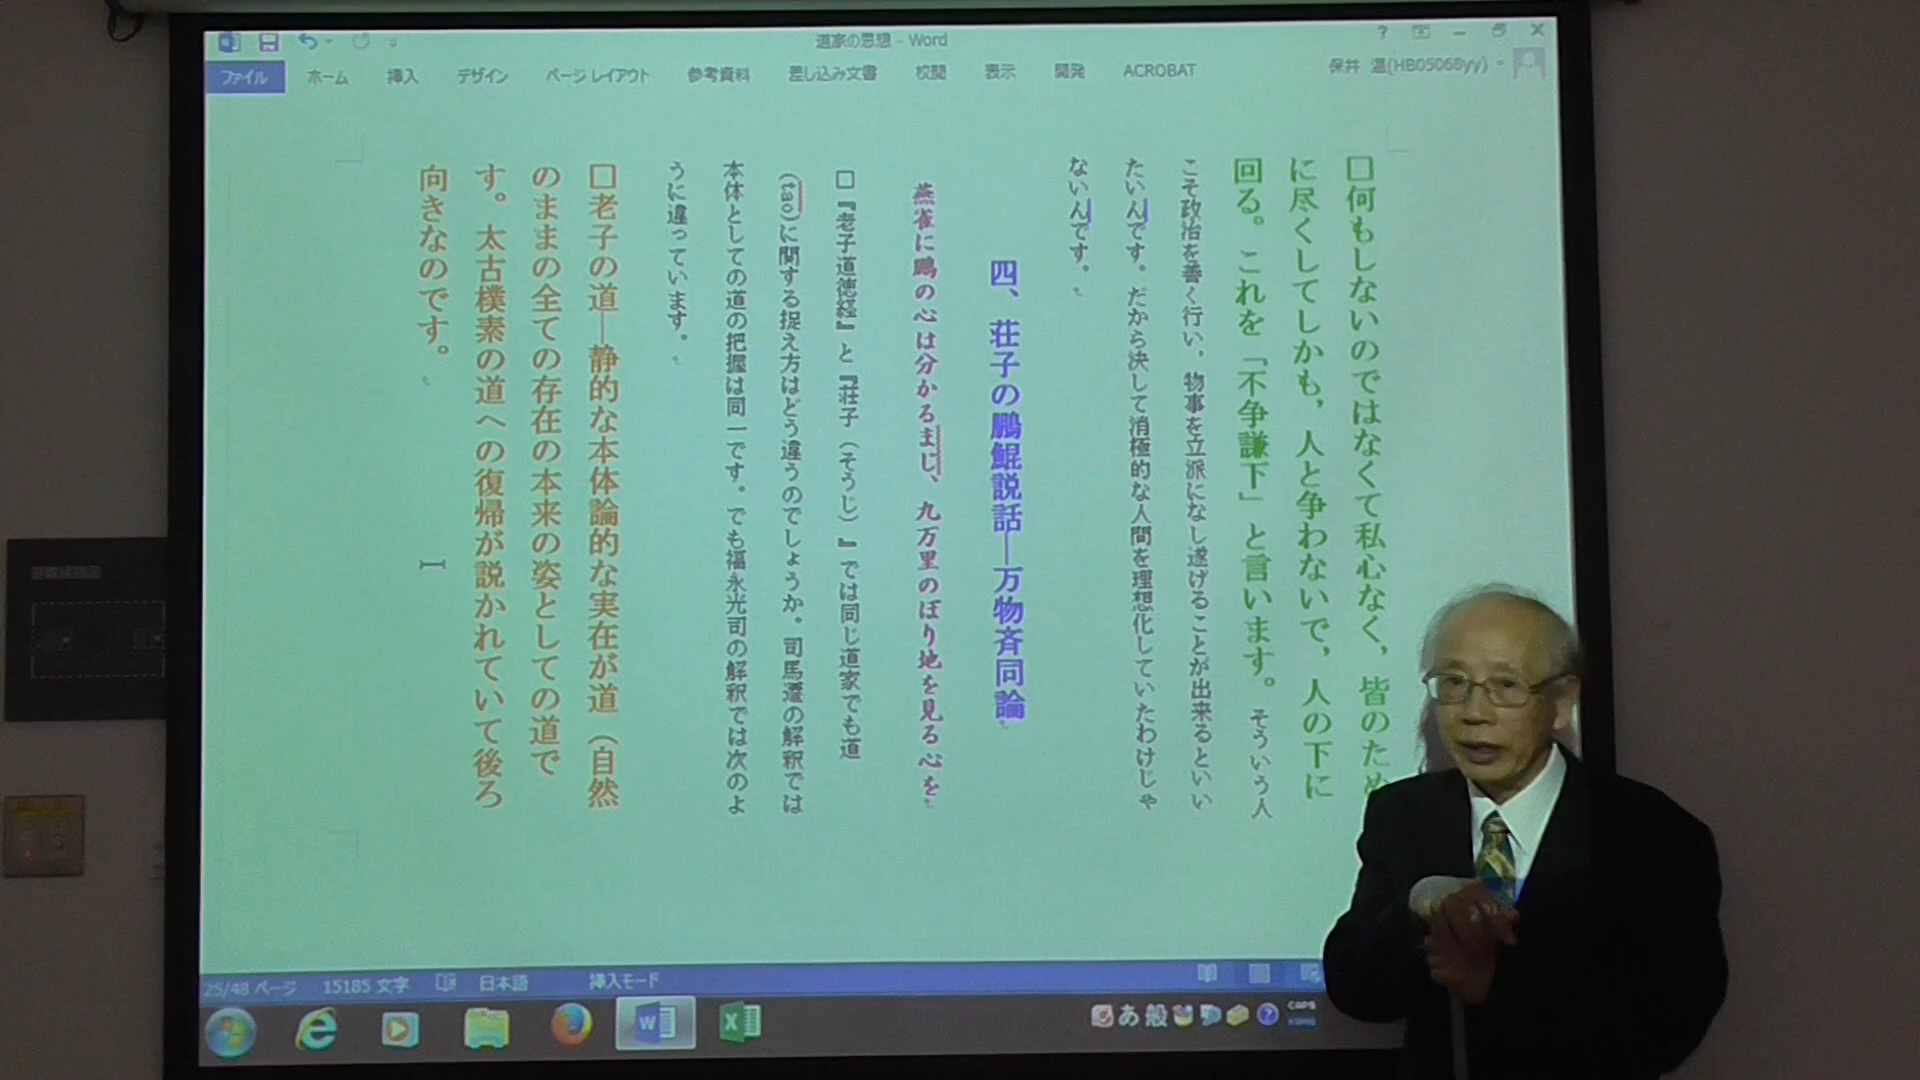 道家の思想 - Word
ファイル ホーム 挿入 デザイン ページ レイアウト 参考資料 差し込み文書 校閲 表示 開発 ACROBAT
□何もしないのではなくて私心なく，皆のため
に尽くしてしかも，人と争わないで，人の下に
回る。これを「不争謙下」と言います。そういう人
こそ政治を善く行い，物事を立派になし遂げることが出来るといい
たいんです。だから決して消極的な人間を理想化していたわけじゃ
ないんです。
四、荘子の鵬鯤説話―万物斉同論
燕雀に鵬の心は分かるまじ、九万里のぼり地を見る心を
□『老子道徳経』と『荘子（そうじ）』では同じ道家でも道
(tao)に関する捉え方はどう違うのでしょうか。司馬遷の解釈では
本体としての道の把握は同一です。でも福永光司の解釈では次のよ
うに違っています。
□老子の道―静的な本体論的な実在が道（自然
のままの全ての存在の本来の姿としての道で
す。太古樸素の道への復帰が説かれていて後ろ
向きなのです。
25/48 ページ 15185 文字 日本語 挿入モード
あ 般 CAPS